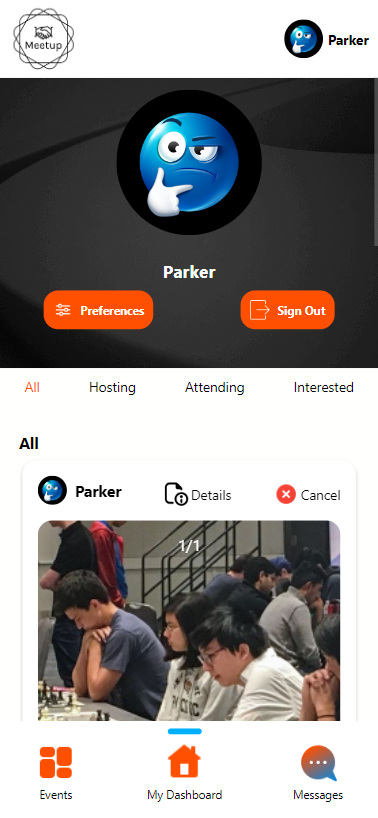 Meetup
Parker
Parker
Preferences
Sign Out
All
Hosting
Attending
Interested
All
Parker
Details
Cancel
1/1
Events
My Dashboard
Messages